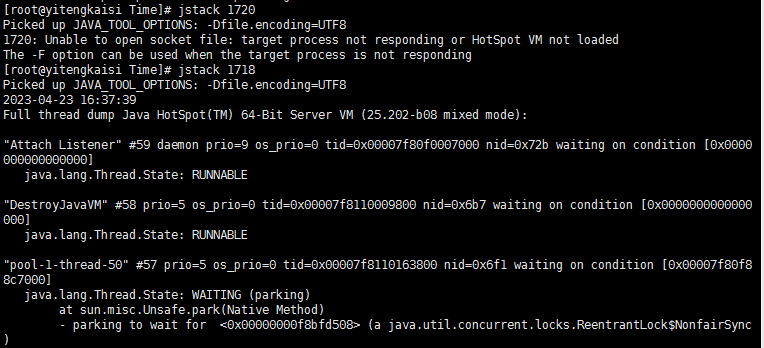 [root@yitengkaisi Time]# jstack 1720
Picked up JAVA_TOOL_OPTIONS: -Dfile.encoding=UTF8
1720: Unable to open socket file: target process not responding or HotSpot VM not loaded
The -F option can be used when the target process is not responding
[root@yitengkaisi Time]# jstack 1718
Picked up JAVA_TOOL_OPTIONS: -Dfile.encoding=UTF8
2023-04-23 16:37:39
Full thread dump Java HotSpot(TM) 64-Bit Server VM (25.202-b08 mixed mode):

"Attach Listener" #59 daemon prio=9 os_prio=0 tid=0x00007f80f0007000 nid=0x72b waiting on condition [0x0000
000000000000]
   java.lang.Thread.State: RUNNABLE

"DestroyJavaVM" #58 prio=5 os_prio=0 tid=0x00007f8110009800 nid=0x6b7 waiting on condition [0x0000000000000
000]
   java.lang.Thread.State: RUNNABLE

"pool-1-thread-50" #57 prio=5 os_prio=0 tid=0x00007f8110163800 nid=0x6f1 waiting on condition [0x00007f80f8
8c7000]
   java.lang.Thread.State: WAITING (parking)
        at sun.misc.Unsafe.park(Native Method)
        - parking to wait for  <0x00000000f8bfd508> (a java.util.concurrent.locks.ReentrantLock$NonfairSync
)